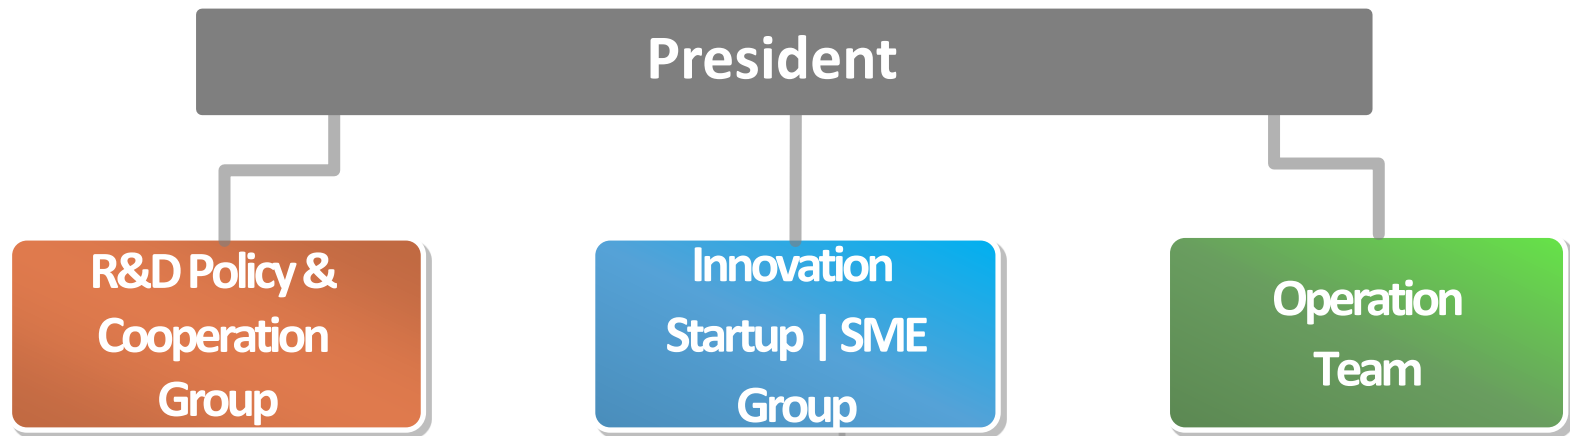 President
R&D Policy &
Cooperation
Group
Innovation
Startup | SME
Group
Operation
Team